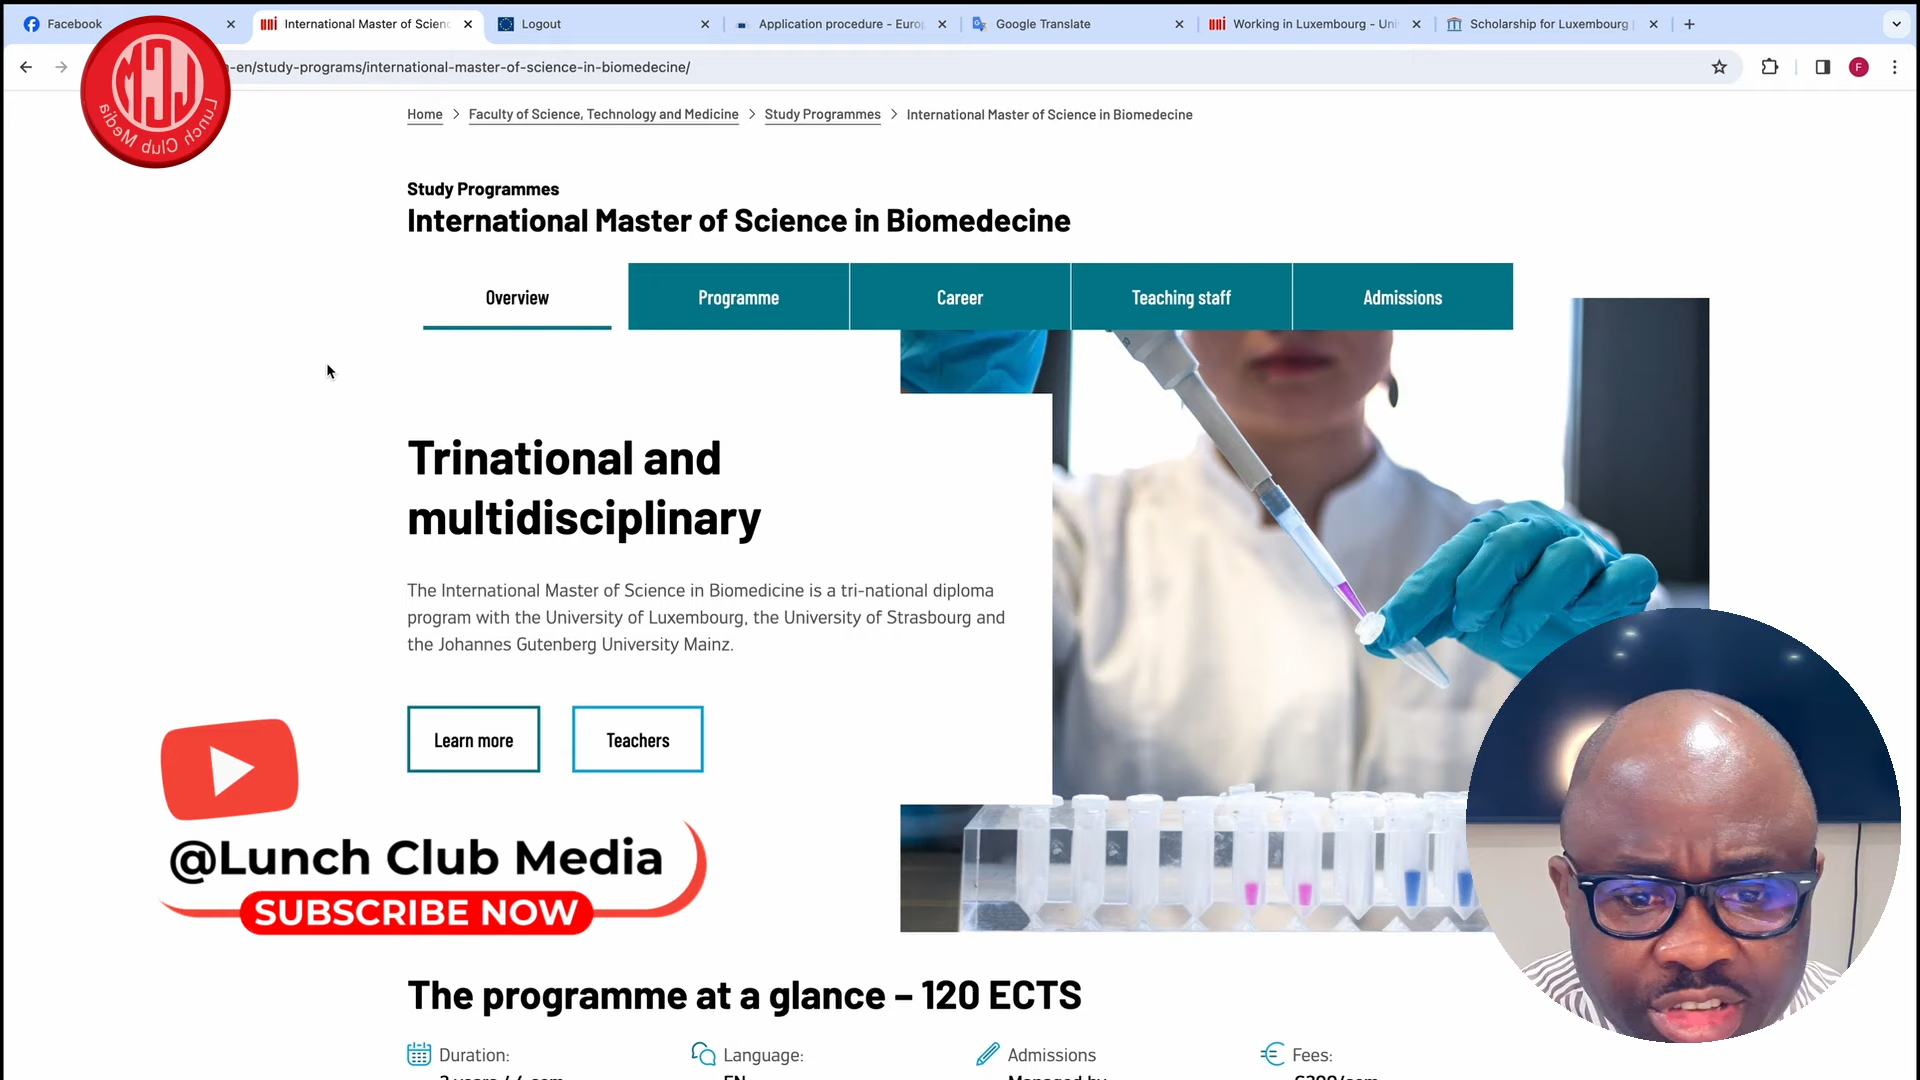 Facebook
International Master of Scienc
Logout
Application procedure - Euro
Google Translate
Working in Luxembourg - Uni
Scholarship for Luxembourg
-en/study-programs/international-master-of-science-in-biomedecine/
F
Lunch Club Media
Home > Faculty of Science, Technology and Medicine > Study Programmes > International Master of Science in Biomedecine
Study Programmes
International Master of Science in Biomedecine
Overview
Programme
Career
Teaching staff
Admissions
Trinational and
multidisciplinary
The International Master of Science in Biomedicine is a tri-national diploma
program with the University of Luxembourg, the University of Strasbourg and
the Johannes Gutenberg University Mainz.
Learn more
Teachers
@Lunch Club Media
SUBSCRIBE NOW
The programme at a glance – 120 ECTS
Duration:
Language:
Admissions
Fees:
EN
Managed by